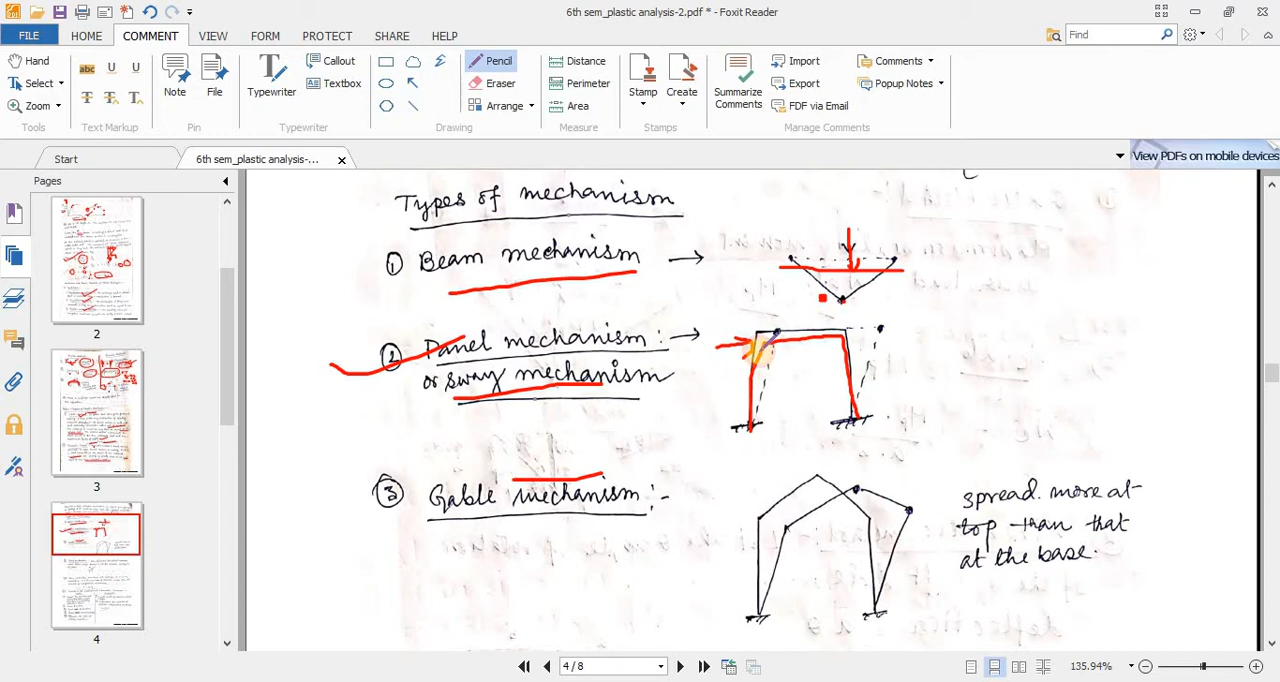 6th sem_plastic analysis-2.pdf * - Foxit Reader
FILE HOME COMMENT VIEW FORM PROTECT SHARE HELP
Find
Hand
Select
Zoom
Tools
abc U U
T T T
Text Markup
Note
File
Pin
Typewriter
Callout
Textbox
Typewriter
Pencil
Eraser
Arrange
Drawing
Distance
Perimeter
Area
Measure
Stamp
Create
Stamps
Summarize
Comments
Import
Export
FDF via Email
Comments
Popup Notes
Manage Comments
Start
6th sem_plastic analysis-...
View PDFs on mobile devices
Pages
2
3
4
Types of mechanism
① Beam mechanism →
② Panel mechanism : →
or sway mechanism
③ Gable mechanism :-
spread more at
top than that
at the base.
4 / 8
135.94%